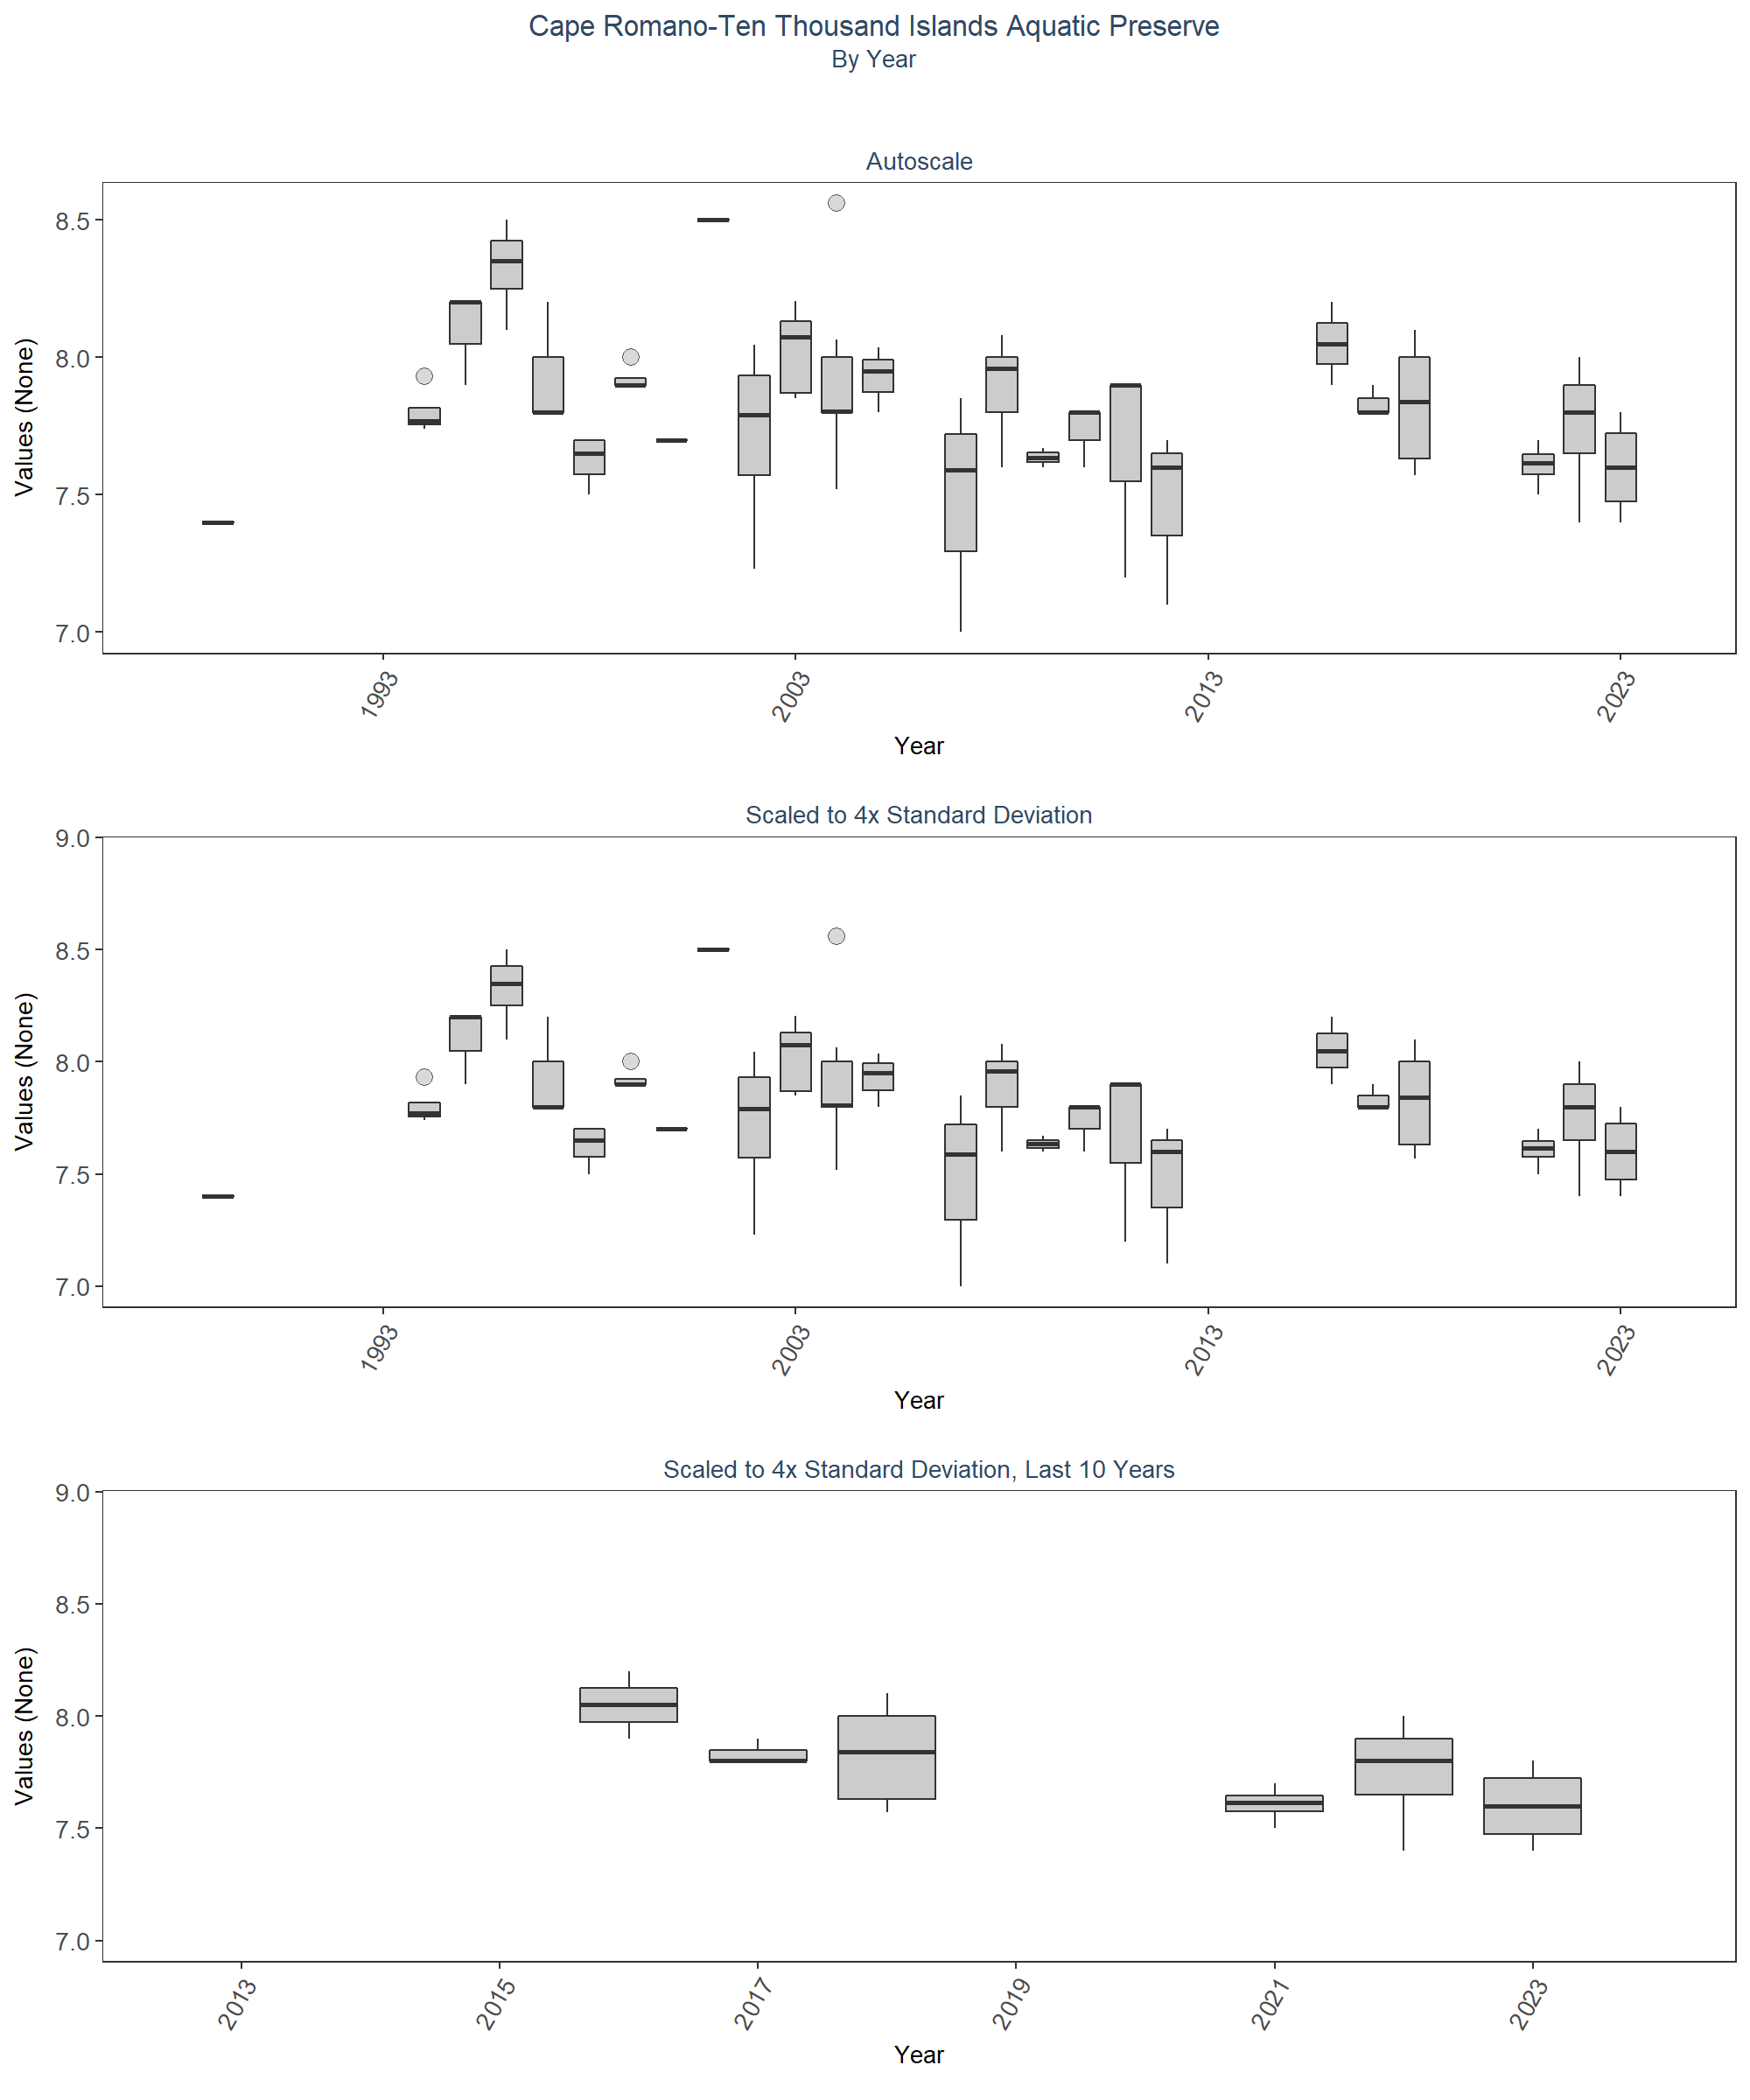 Cape Romano-Ten Thousand Islands Aquatic Preserve
By Year
Autoscale
Values (None)
8.5
8.0
7.5
7.0
1993
2003
2013
2023
Year
Scaled to 4x Standard Deviation
Values (None)
9.0
8.5
8.0
7.5
7.0
1993
2003
2013
2023
Year
Scaled to 4x Standard Deviation, Last 10 Years
Values (None)
9.0
8.5
8.0
7.5
7.0
2013
2015
2017
2019
2021
2023
Year